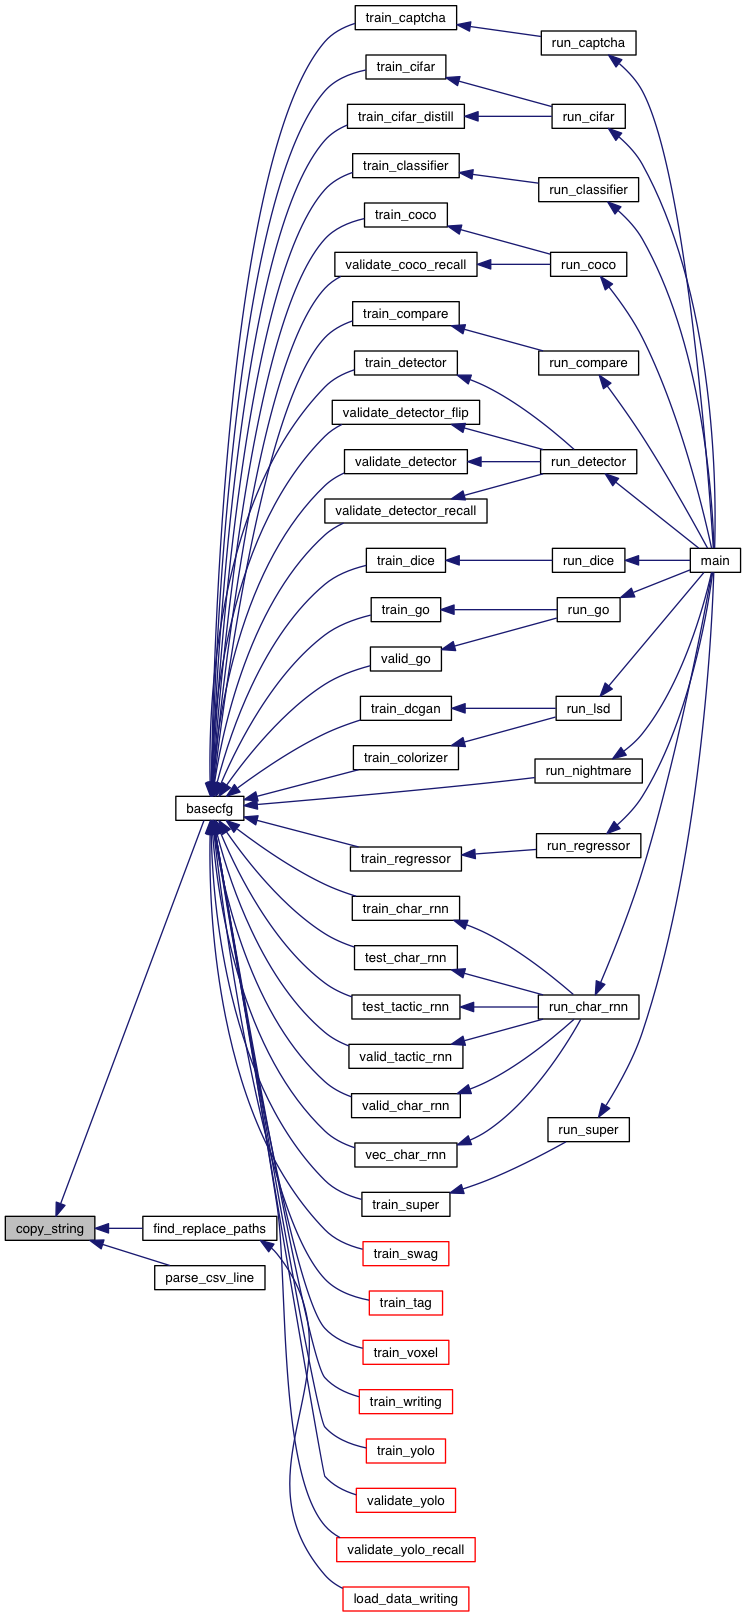 train_captcha
run_captcha
train_cifar
train_cifar_distill
run_cifar
train_classifier
run_classifier
train_coco
validate_coco_recall
run_coco
train_compare
run_compare
train_detector
validate_detector_flip
validate_detector
run_detector
validate_detector_recall
train_dice
run_dice
main
train_go
run_go
valid_go
train_dcgan
run_lsd
train_colorizer
run_nightmare
basecfg
run_regressor
train_regressor
train_char_rnn
test_char_rnn
test_tactic_rnn
run_char_rnn
valid_tactic_rnn
valid_char_rnn
run_super
vec_char_rnn
train_super
copy_string
find_replace_paths
train_swag
parse_csv_line
train_tag
train_voxel
train_writing
train_yolo
validate_yolo
validate_yolo_recall
load_data_writing